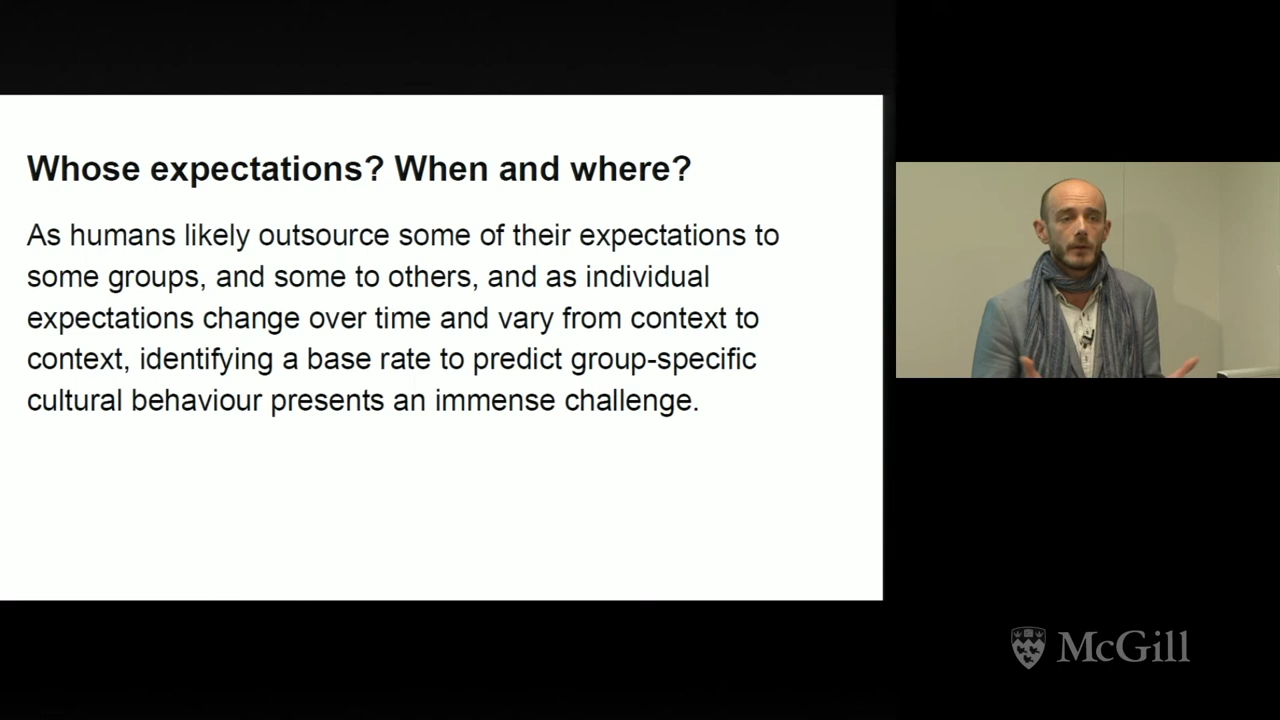 Whose expectations? When and where?
As humans likely outsource some of their expectations to
some groups, and some to others, and as individual
expectations change over time and vary from context to
context, identifying a base rate to predict group-specific
cultural behaviour presents an immense challenge.
McGill